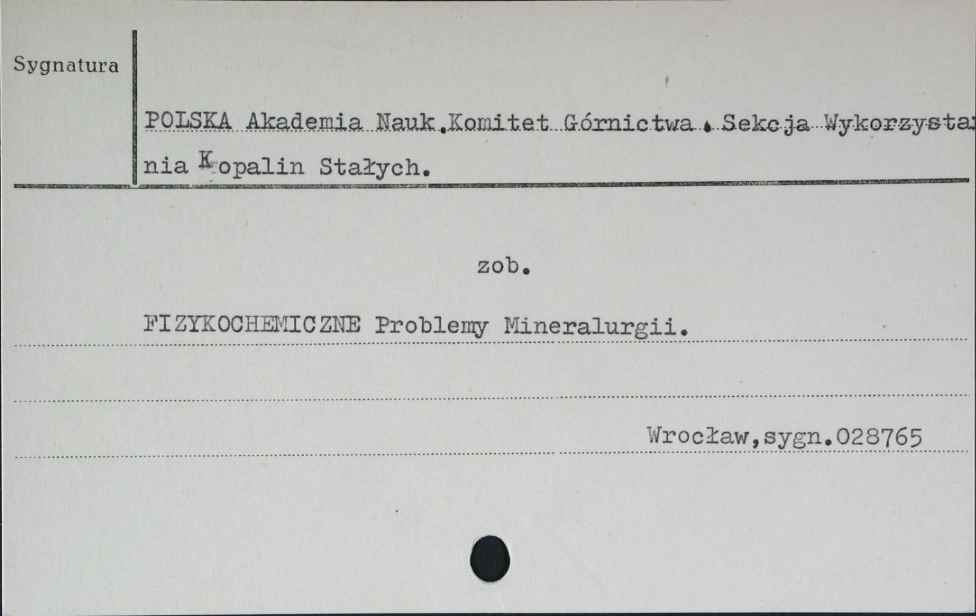 Sygnatura
POLSKA Akademia Nauk.Komitet Górnictwa. Sekcja Wykorzysta
nia Kopalin Stałych.
zob.
FIZYKOCHEMICZNE Problemy Mineralurgii.
Wrocław,sygn.028765